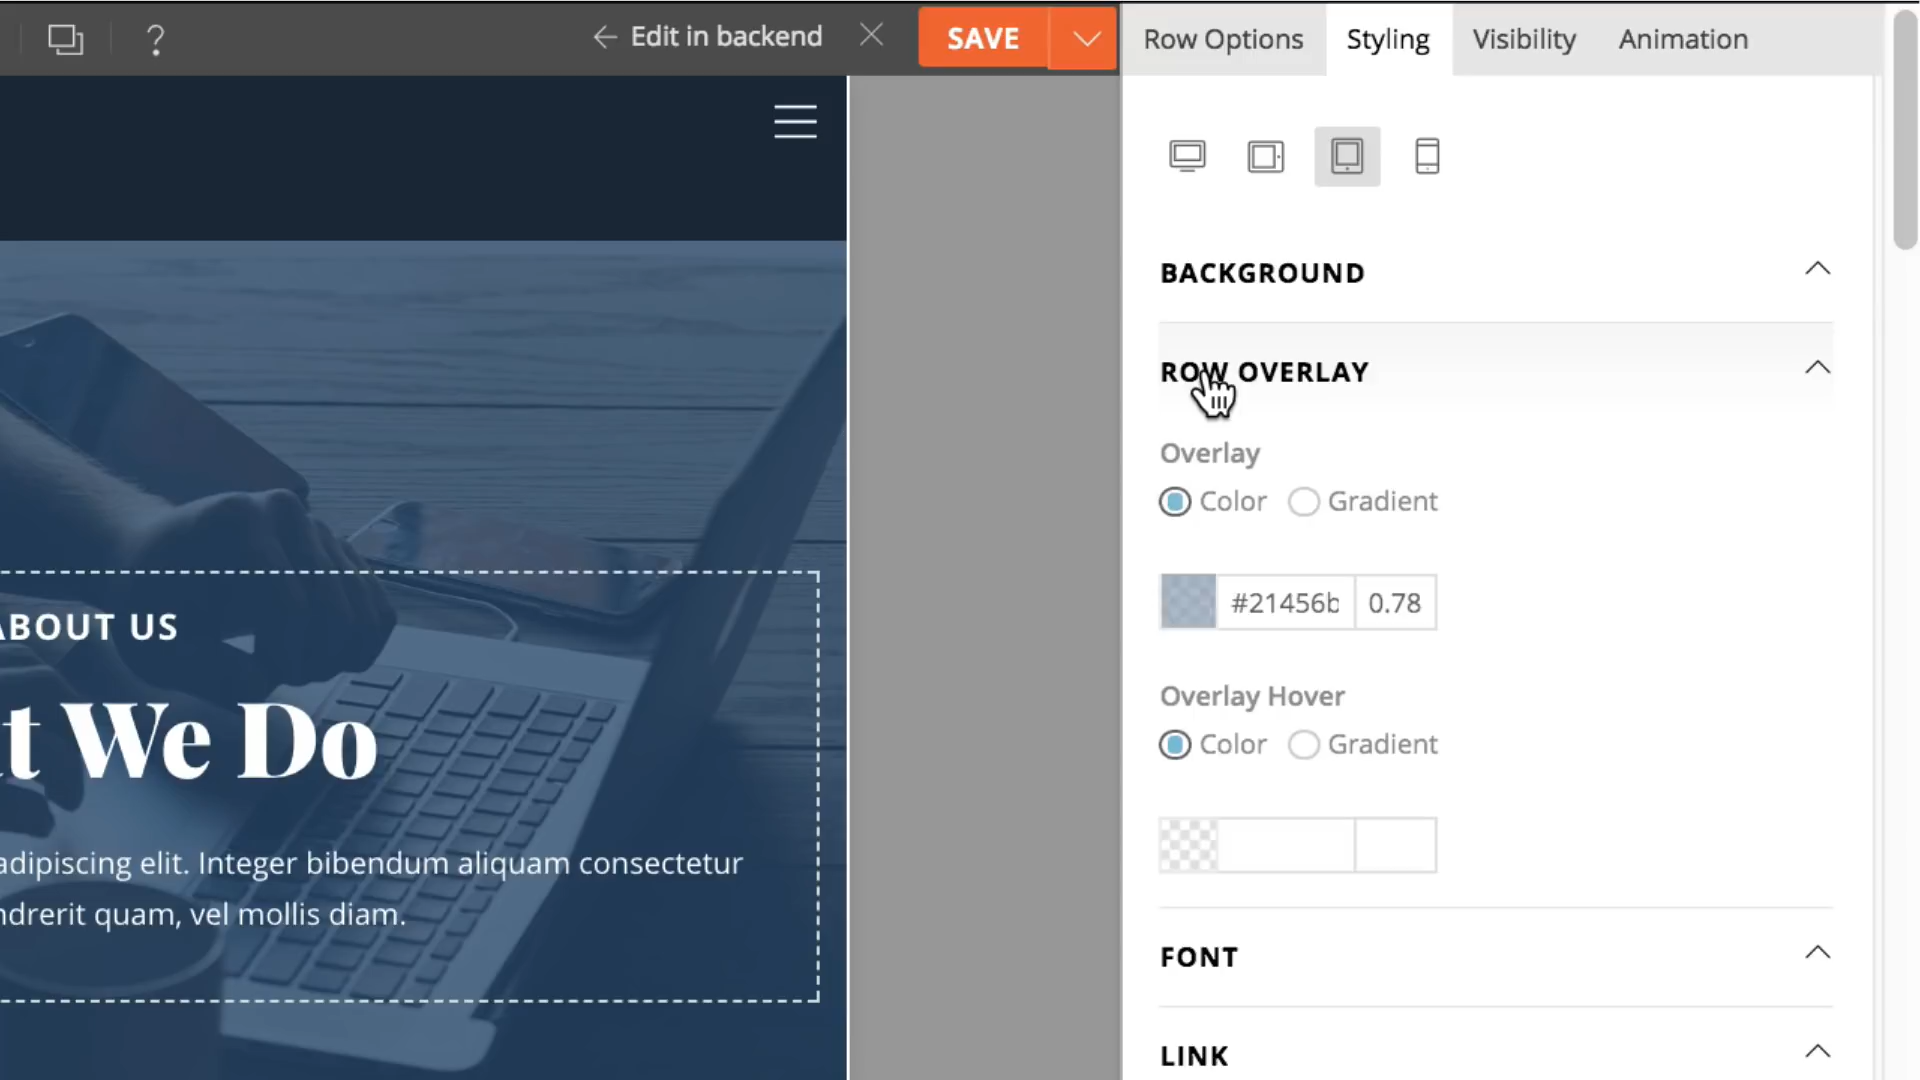 ?
Edit in backend
SAVE
Row Options
Styling
Visibility
Animation
BACKGROUND
ROW OVERLAY
Overlay
Color
Gradient
#21456b
0.78
Overlay Hover
Color
Gradient
FONT
LINK
ABOUT US
t We Do
adipiscing elit. Integer bibendum aliquam consectetur
ndrerit quam, vel mollis diam.